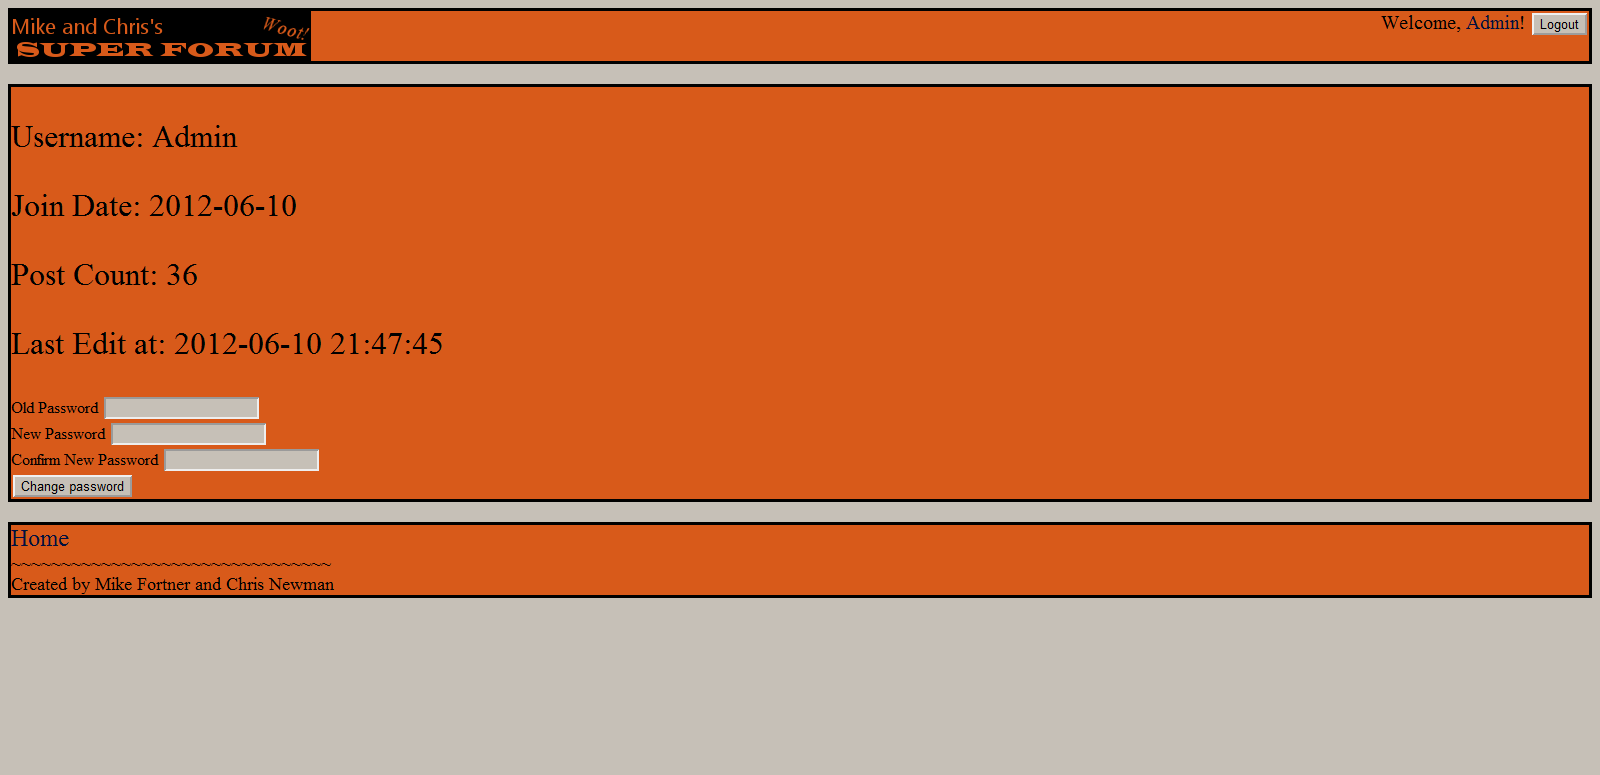 Mike and Chris's Woot!
SUPER FORUM
Welcome, Admin! Logout
Username: Admin
Join Date: 2012-06-10
Post Count: 36
Last Edit at: 2012-06-10 21:47:45
Old Password
New Password
Confirm New Password
Change password
Home
~~~~~~~~~~~~~~~~~~~~~~~~~~~~~~~~
Created by Mike Fortner and Chris Newman